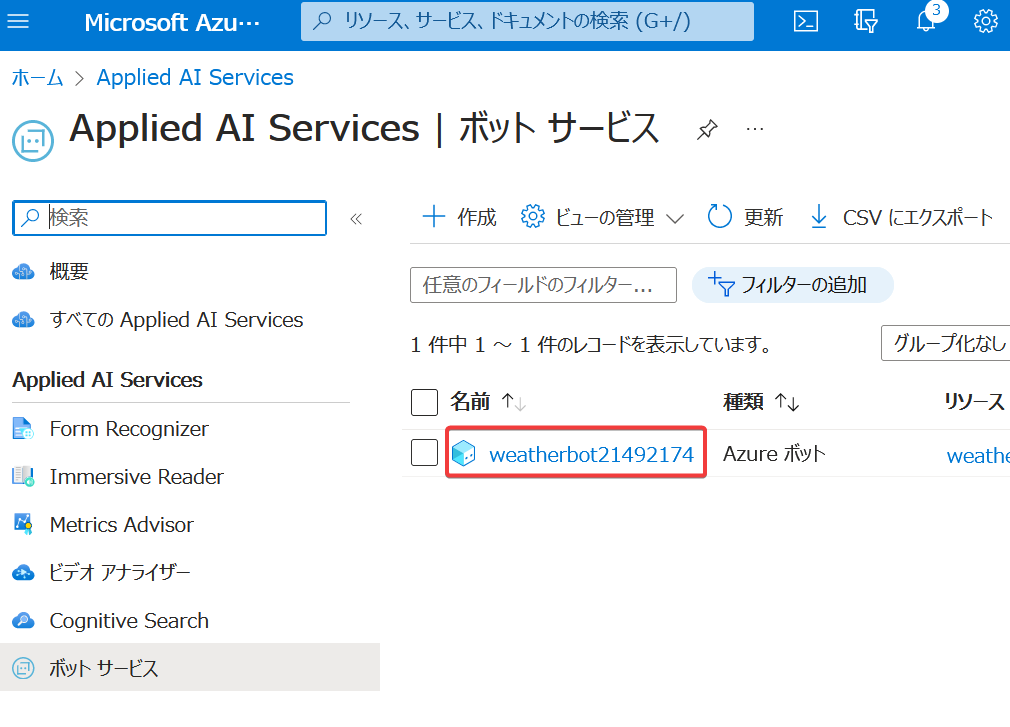 Microsoft Azu…
リソース、サービス、ドキュメントの検索 (G+/)
3
ホーム > Applied AI Services
Applied AI Services | ボット サービス
…
検索
«
作成
ビューの管理
更新
CSV にエクスポート
概要
すべての Applied AI Services
Applied AI Services
Form Recognizer
Immersive Reader
Metrics Advisor
ビデオ アナライザー
Cognitive Search
ボット サービス
任意のフィールドのフィルター...
フィルターの追加
1 件中 1 ~ 1 件のレコードを表示しています。
グループ化なし
名前 ↑↓
種類 ↑↓
リソース
weatherbot21492174
Azure ボット
weathe